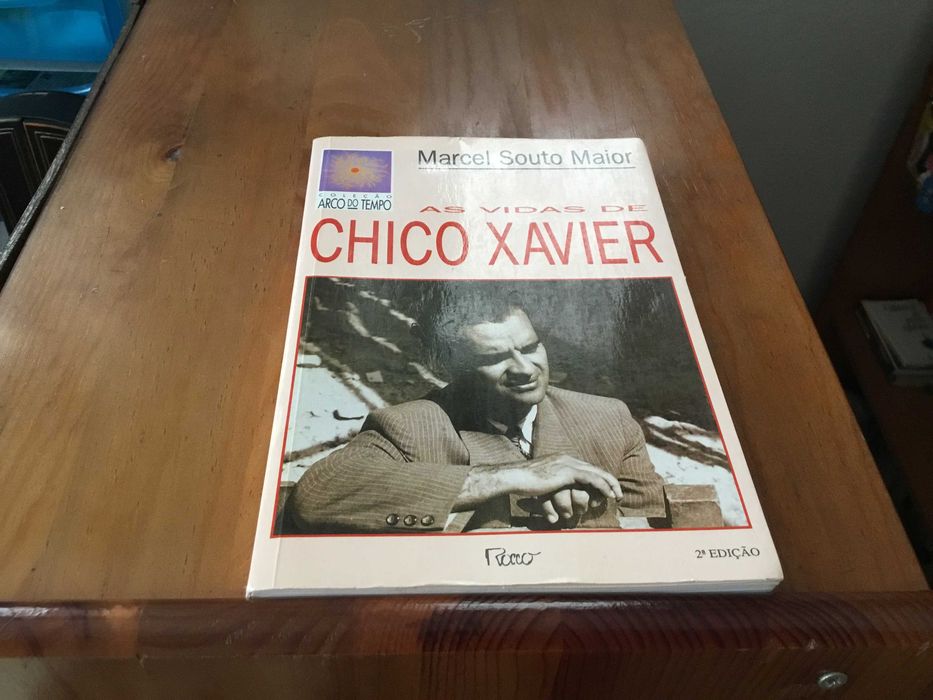 Marcel Souto Maior
COLEÇÃO
ARCO DO TEMPO
AS VIDAS DE
CHICO XAVIER
Rocco
2ª EDIÇÃO